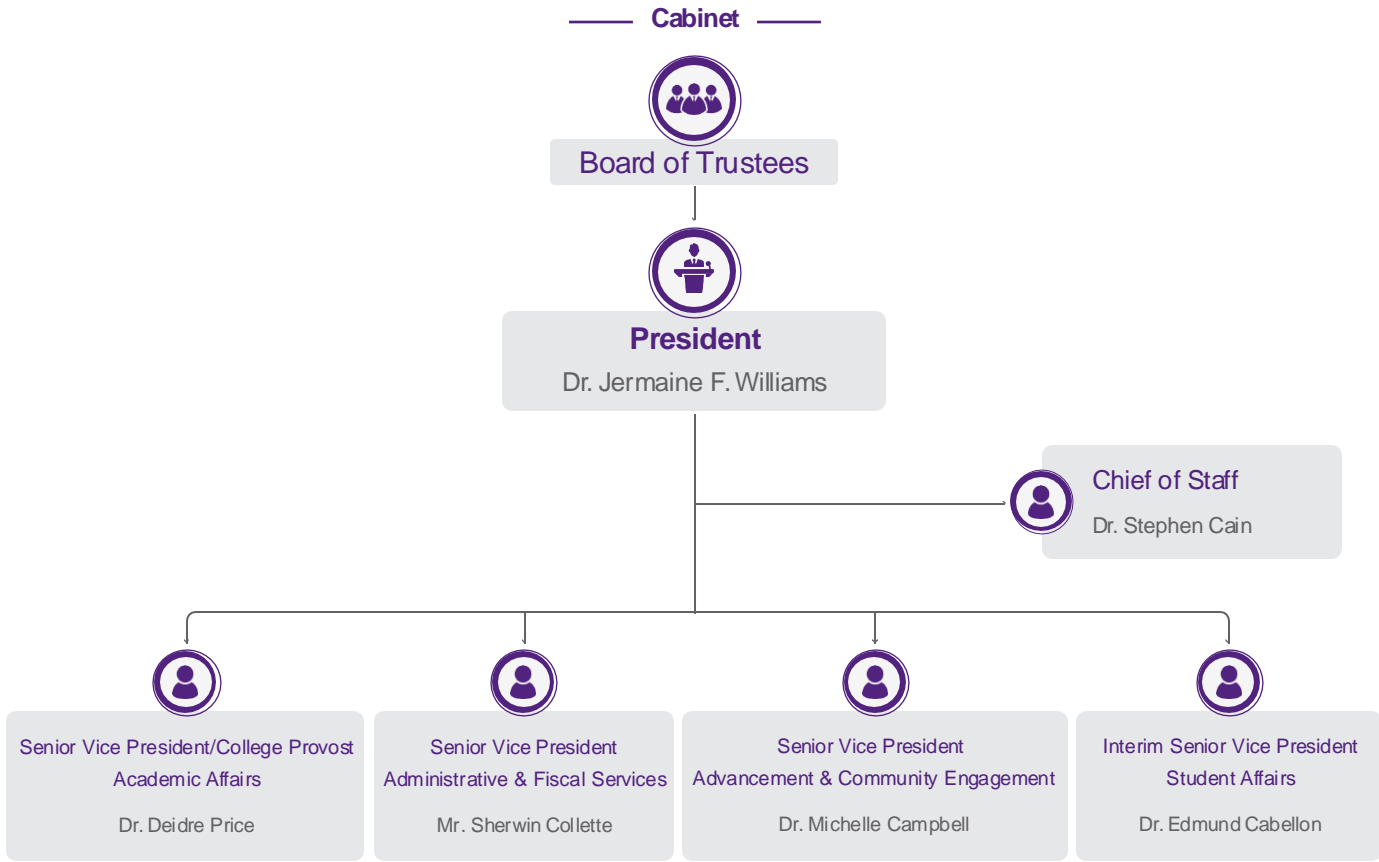 Cabinet
Board of Trustees
President
Dr. Jermaine F. Williams
Chief of Staff
Dr. Stephen Cain
Senior Vice President/College Provost
Academic Affairs
Dr. Deidre Price
Senior Vice President
Administrative & Fiscal Services
Mr. Sherwin Collette
Senior Vice President
Advancement & Community Engagement
Dr. Michelle Campbell
Interim Senior Vice President
Student Affairs
Dr. Edmund Cabellon